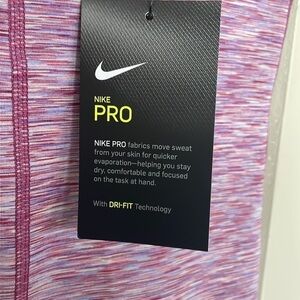 NIKE
PRO
NIKE PRO fabrics move sweat
from your skin for quicker
evaporation—helping you stay
dry, comfortable and focused
on the task at hand.
With DRI-FIT Technology